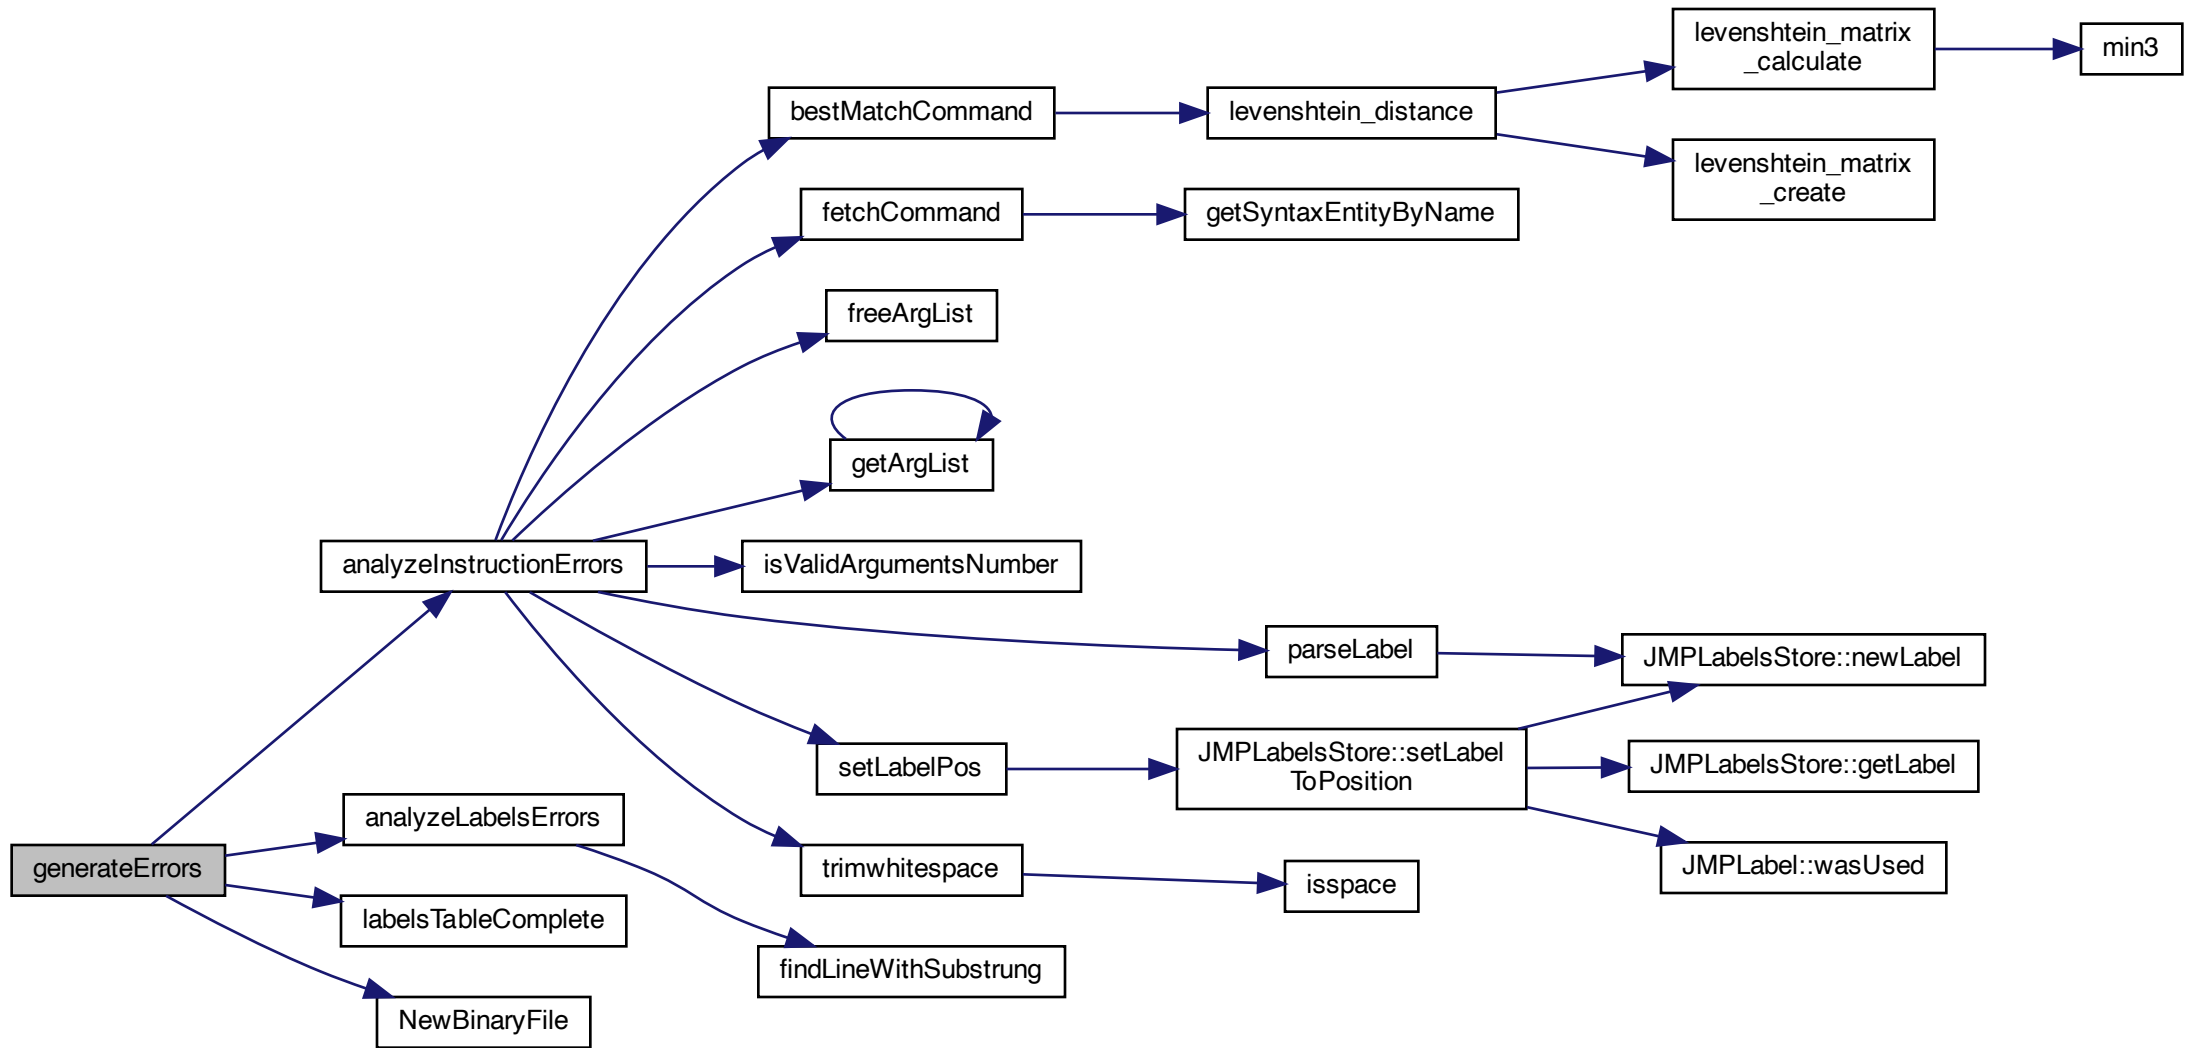 levenshtein_matrix
_calculate
min3
bestMatchCommand
levenshtein_distance
levenshtein_matrix
_create
fetchCommand
getSyntaxEntityByName
freeArgList
getArgList
analyzeInstructionErrors
isValidArgumentsNumber
parseLabel
JMPLabelsStore::newLabel
setLabelPos
JMPLabelsStore::setLabel
ToPosition
JMPLabelsStore::getLabel
analyzeLabelsErrors
generateErrors
trimwhitespace
isspace
JMPLabel::wasUsed
labelsTableComplete
findLineWithSubstrung
NewBinaryFile